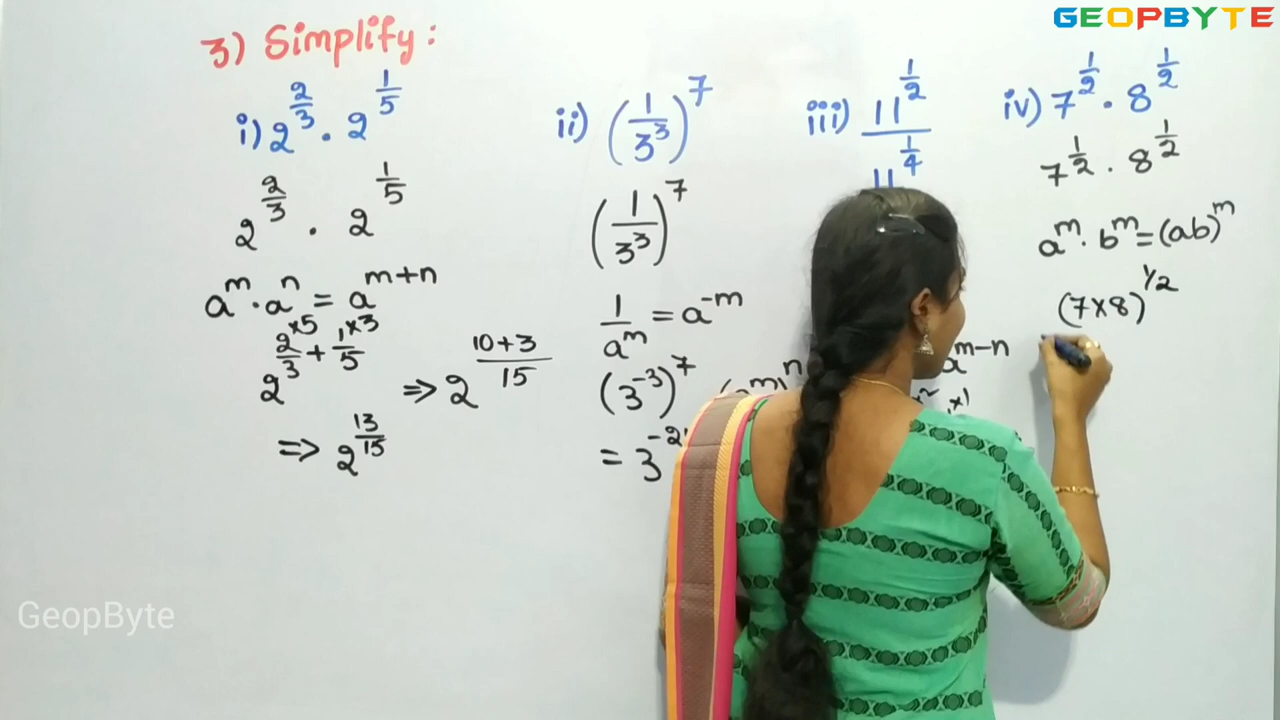 GEOPBYTE
3) Simplify:
i) 2^(2/3) · 2^(1/5)
2^(2/3) · 2^(1/5)
a^m · a^n = a^(m+n)
2^(2/3 ×5 + 1/5 ×3) ⇒ 2^((10+3)/15)
⇒ 2^(13/15)
ii) (1/3^3)^7
(1/3^3)^7
1/a^m = a^(-m)
(3^(-3))^7
= 3
iii) 11^(1/2) / 11^(1/4)
11
a^(m-n)
iv) 7^(1/2) · 8^(1/2)
7^(1/2) · 8^(1/2)
a^m · b^m = (ab)^m
(7×8)^(1/2)
GeopByte